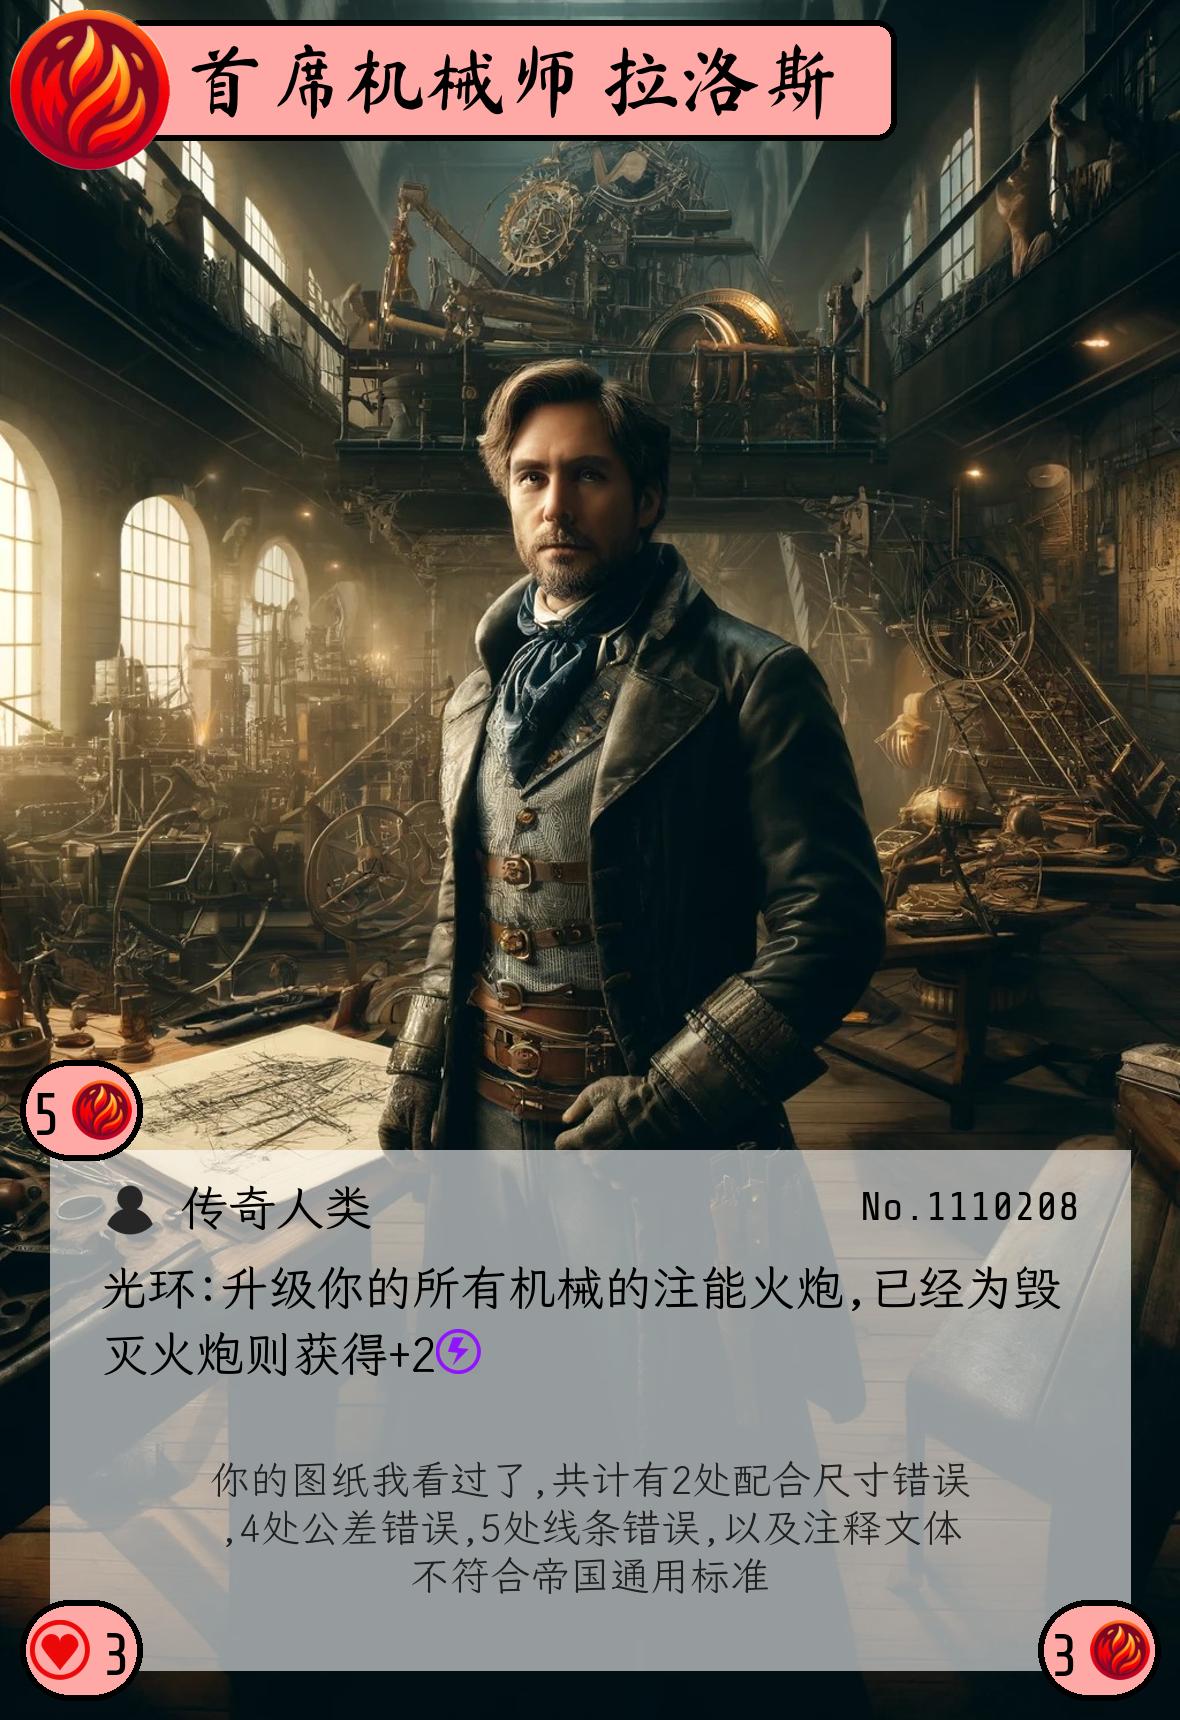 首席机械师 拉洛斯
5
传奇人类
No.1110208
光环:升级你的所有机械的注能火炮,已经为毁
灭火炮则获得+2
你的图纸我看过了,共计有2处配合尺寸错误
,4处公差错误,5处线条错误,以及注释文体
不符合帝国通用标准
3
3